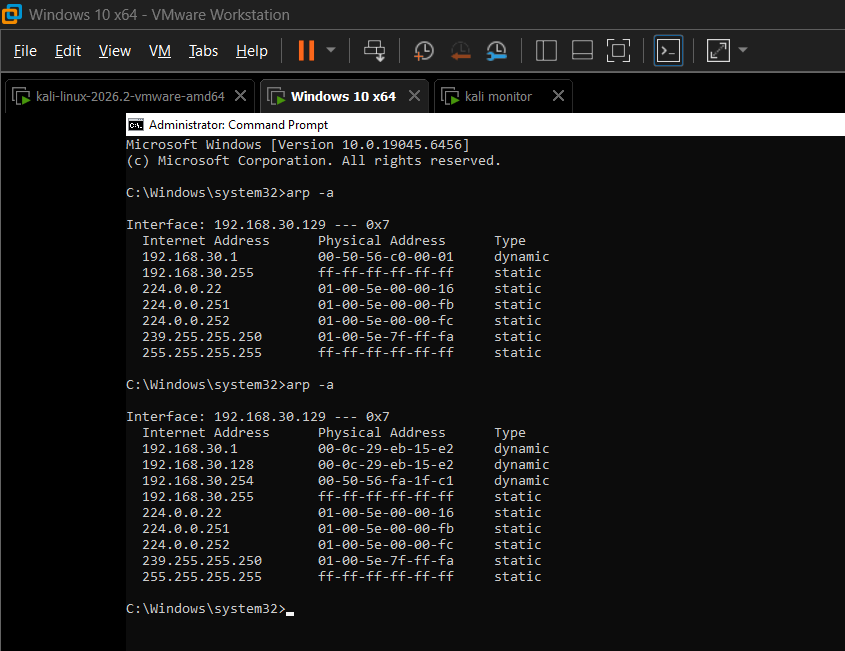 Windows 10 x64 - VMware Workstation
File Edit View VM Tabs Help
kali-linux-2026.2-vmware-amd64 Windows 10 x64 kali monitor
Administrator: Command Prompt
Microsoft Windows [Version 10.0.19045.6456]
(c) Microsoft Corporation. All rights reserved.
C:\Windows\system32>arp -a
Interface: 192.168.30.129 --- 0x7
Internet Address Physical Address Type
192.168.30.1 00-50-56-c0-00-01 dynamic
192.168.30.255 ff-ff-ff-ff-ff-ff static
224.0.0.22 01-00-5e-00-00-16 static
224.0.0.251 01-00-5e-00-00-fb static
224.0.0.252 01-00-5e-00-00-fc static
239.255.255.250 01-00-5e-7f-ff-fa static
255.255.255.255 ff-ff-ff-ff-ff-ff static
C:\Windows\system32>arp -a
Interface: 192.168.30.129 --- 0x7
Internet Address Physical Address Type
192.168.30.1 00-0c-29-eb-15-e2 dynamic
192.168.30.128 00-0c-29-eb-15-e2 dynamic
192.168.30.254 00-50-56-fa-1f-c1 dynamic
192.168.30.255 ff-ff-ff-ff-ff-ff static
224.0.0.22 01-00-5e-00-00-16 static
224.0.0.251 01-00-5e-00-00-fb static
224.0.0.252 01-00-5e-00-00-fc static
239.255.255.250 01-00-5e-7f-ff-fa static
255.255.255.255 ff-ff-ff-ff-ff-ff static
C:\Windows\system32>